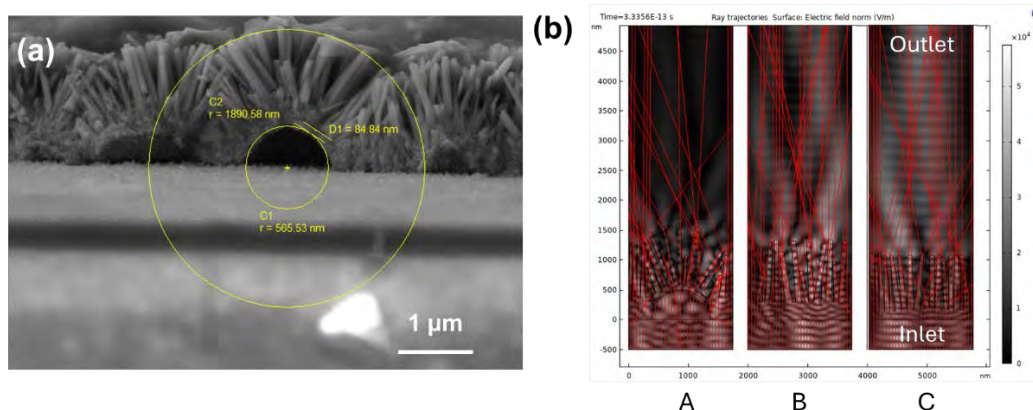 (a)
C2
r = 1890.58 nm
D1 = 84.84 nm
C1
r = 565.53 nm
1 µm
(b)
Time=3.3356E-13 s Ray trajectories Surface: Electric field norm (V/m)
nm
×10⁴
4500
4000
3500
3000
2500
2000
1500
1000
500
0
-500
Outlet
Inlet
5
4
3
2
1
0
0 1000 2000 3000 4000 5000 nm
A B C